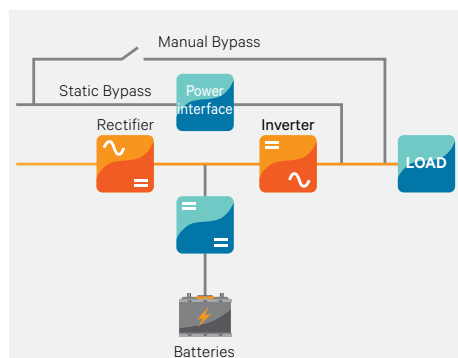 Manual Bypass
Static Bypass
Power
interface
Rectifier
Inverter
LOAD
Batteries